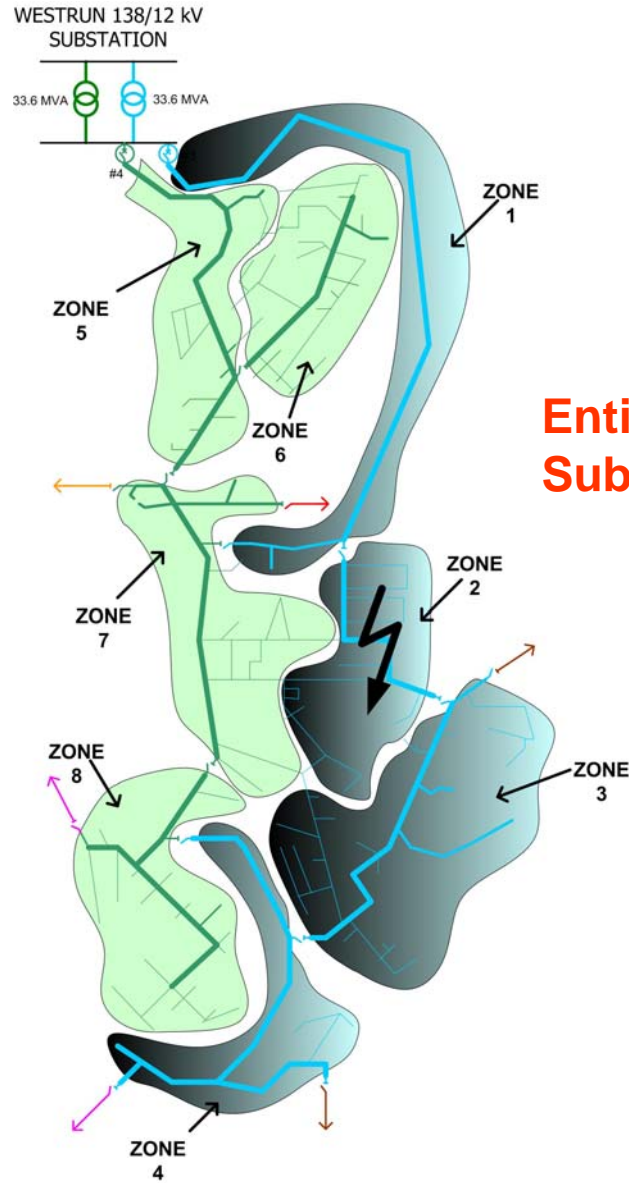 WESTRUN 138/12 kV
SUBSTATION
33.6 MVA
33.6 MVA
#4
ZONE
1
ZONE
5
ZONE
6
Enti
Sub
ZONE
2
ZONE
7
ZONE
8
ZONE
3
ZONE
4